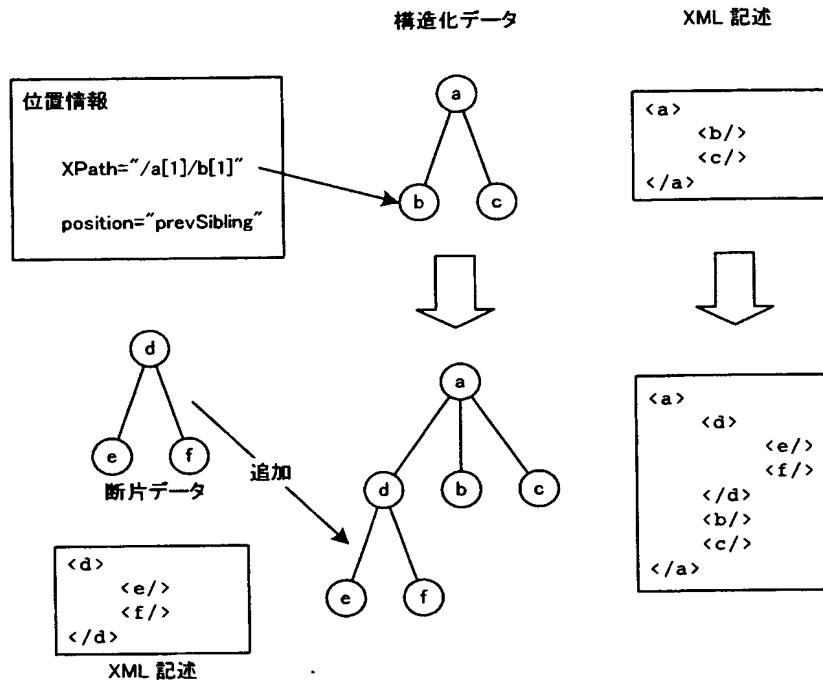 構造化データ
XML 記述
位置情報
XPath="/a[1]/b[1]"
position="prevSibling"
a
b
c
<a>
<b/>
<c/>
</a>
d
e
f
断片データ
追加
a
d
b
c
e
f
<a>
<d>
<e/>
<f/>
</d>
<b/>
<c/>
</a>
<d>
<e/>
<f/>
</d>
XML 記述